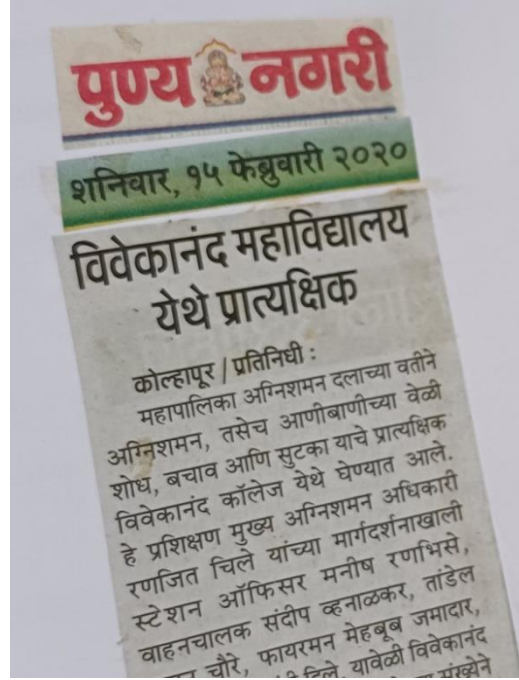 पुण्य नगरी
शनिवार, १५ फेब्रुवारी २०२०
विवेकानंद महाविद्यालय
येथे प्रात्यक्षिक
कोल्हापूर / प्रतिनिधी :
महापालिका अग्निशमन दलाच्या वतीने
अग्निशमन, तसेच आणीबाणीच्या वेळी
शोध, बचाव आणि सुटका याचे प्रात्यक्षिक
विवेकानंद कॉलेज येथे घेण्यात आले.
हे प्रशिक्षण मुख्य अग्निशमन अधिकारी
रणजित चिले यांच्या मार्गदर्शनाखाली
स्टेशन ऑफिसर मनीष रणभिसे,
वाहनचालक संदीप व्हनाळकर, तांडेल
चौरे, फायरमन मेहबूब जमादार,
दिले. यावेळी विवेकानंद
संख्येने